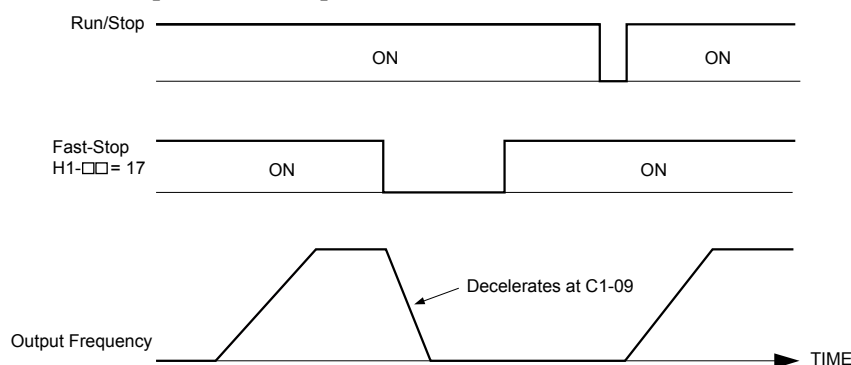 Run/Stop
ON
ON
Fast-Stop
H1-□□= 17
ON
ON
Decelerates at C1-09
Output Frequency
TIME